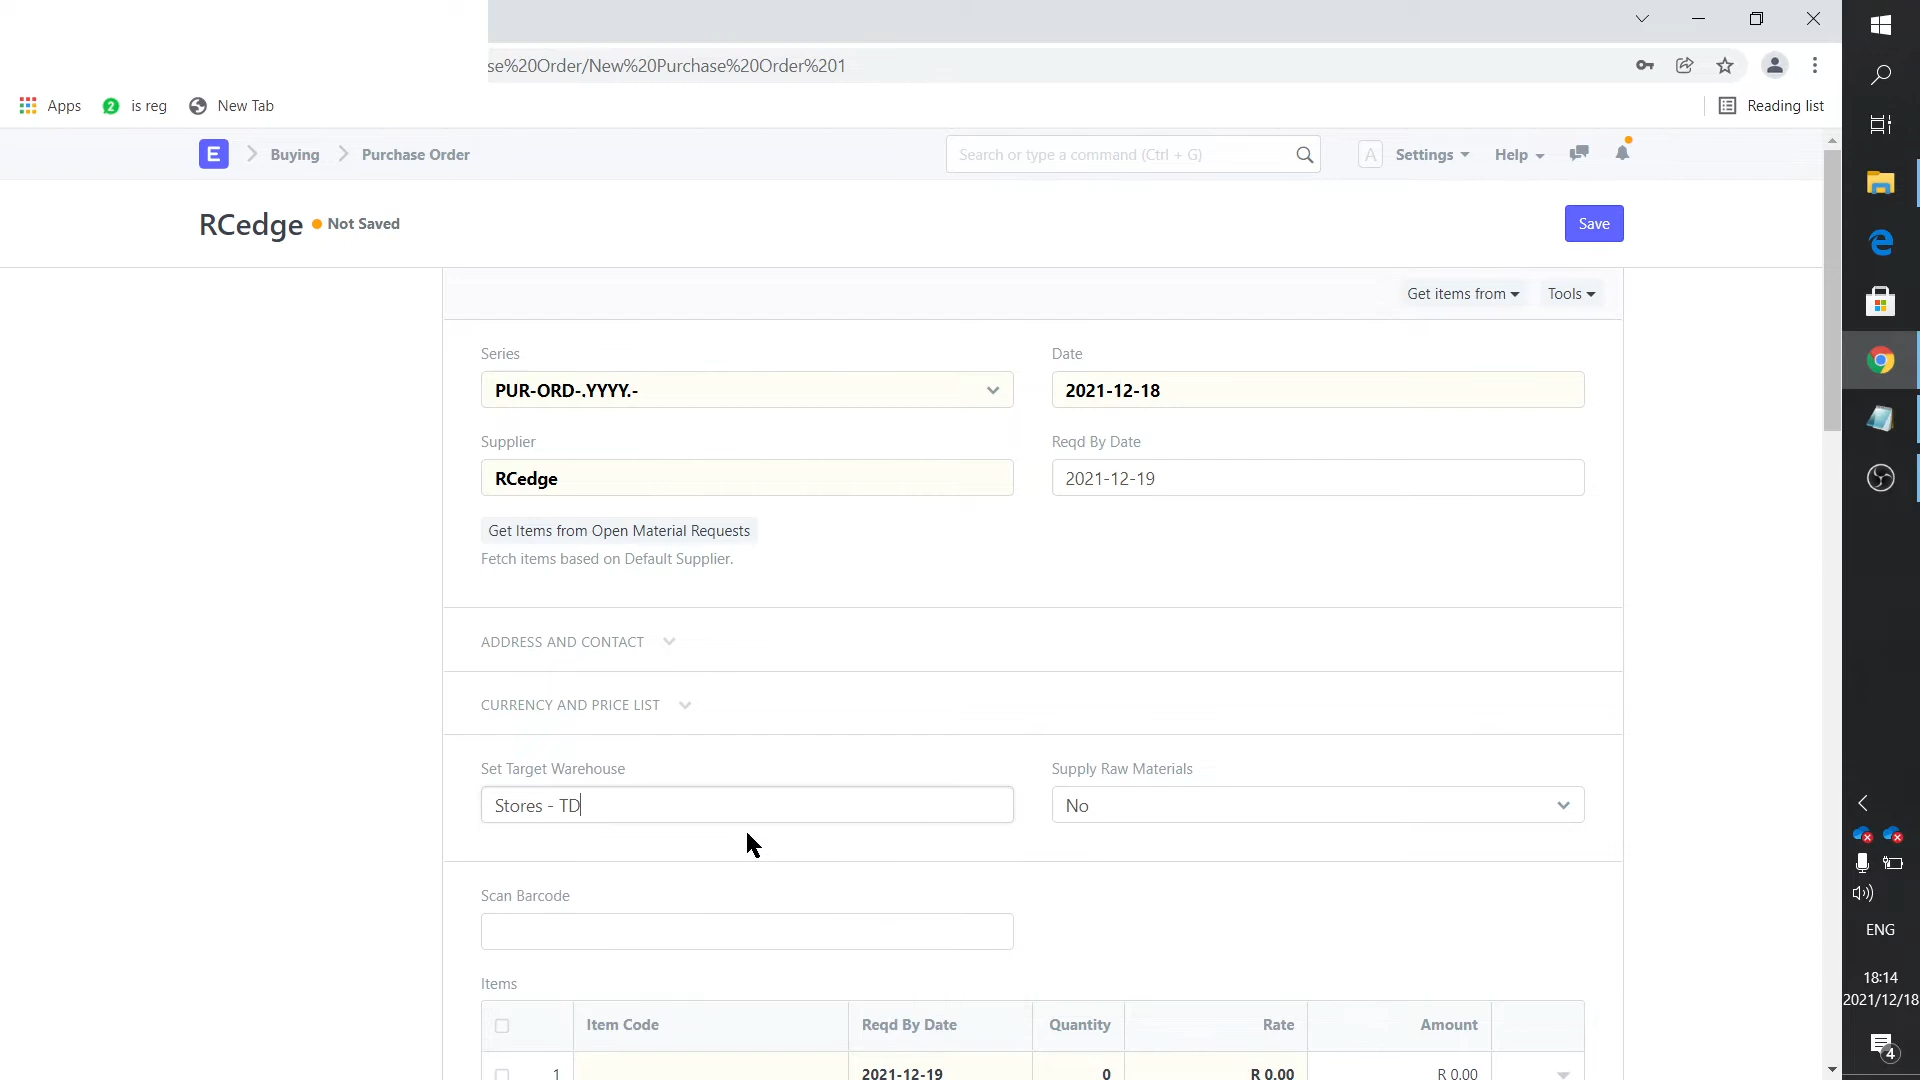 se%20Order/New%20Purchase%20Order%201
Apps 2 is reg New Tab Reading list
E Buying Purchase Order Search or type a command (Ctrl + G) A Settings Help
RCedge Not Saved Save
Get items from Tools
Series Date
PUR-ORD-.YYYY.- 2021-12-18
Supplier Reqd By Date
RCedge 2021-12-19
Get Items from Open Material Requests
Fetch items based on Default Supplier.
ADDRESS AND CONTACT
CURRENCY AND PRICE LIST
Set Target Warehouse Supply Raw Materials
Stores - TD No
Scan Barcode
Items
Item Code Reqd By Date Quantity Rate Amount
1 2021-12-19 0 R 0.00 R 0.00
ENG
18:14
2021/12/18
4